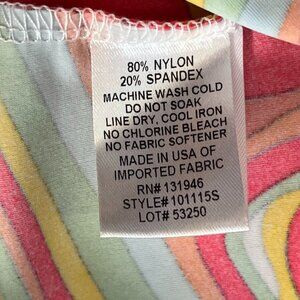 80% NYLON
20% SPANDEX
MACHINE WASH COLD
DO NOT SOAK
LINE DRY, COOL IRON
NO CHLORINE BLEACH
NO FABRIC SOFTENER
MADE IN USA OF
IMPORTED FABRIC
RN# 131946
STYLE# 101115S
LOT# 53250